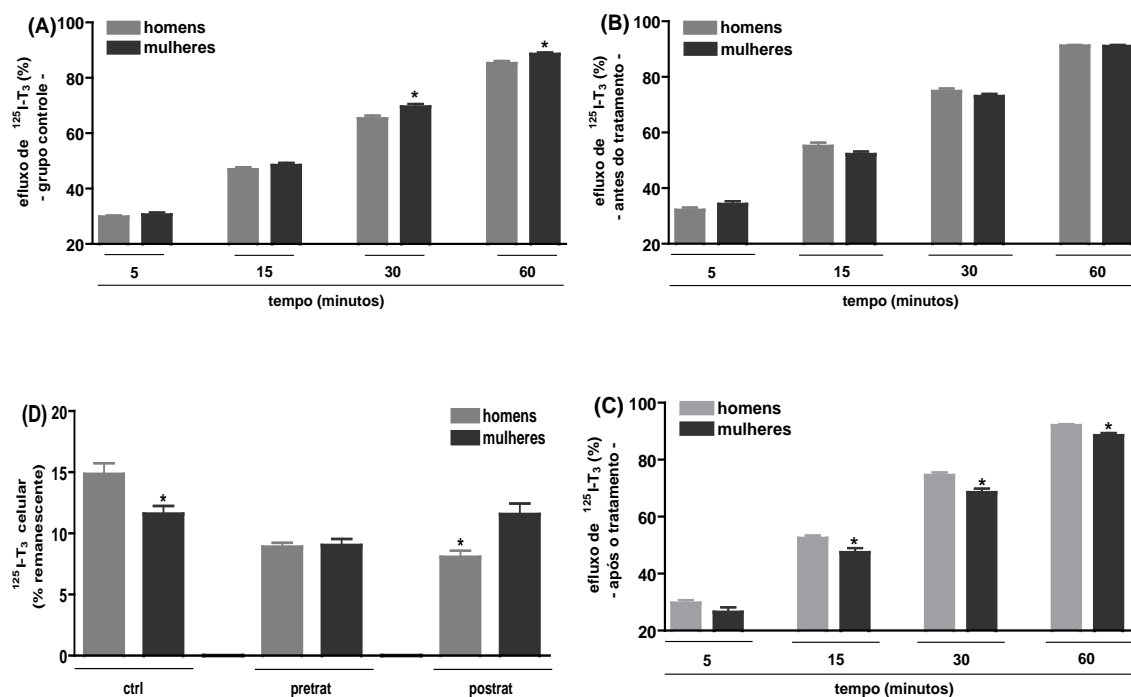 (A)
homens
mulheres
efluxo de ¹²⁵I-T₃ (%)
- grupo controle -
100
80
60
40
20
*
*
5 15 30 60
tempo (minutos)
(B)
homens
mulheres
efluxo de ¹²⁵I-T₃ (%)
- antes do tratamento -
100
80
60
40
20
5 15 30 60
tempo (minutos)
(D)
homens
mulheres
¹²⁵I-T₃ celular
(% remanescente)
20
15
10
5
0
*
*
ctrl pretrat postrat
(C)
homens
mulheres
efluxo de ¹²⁵I-T₃ (%)
- após o tratamento -
100
80
60
40
20
*
*
*
5 15 30 60
tempo (minutos)